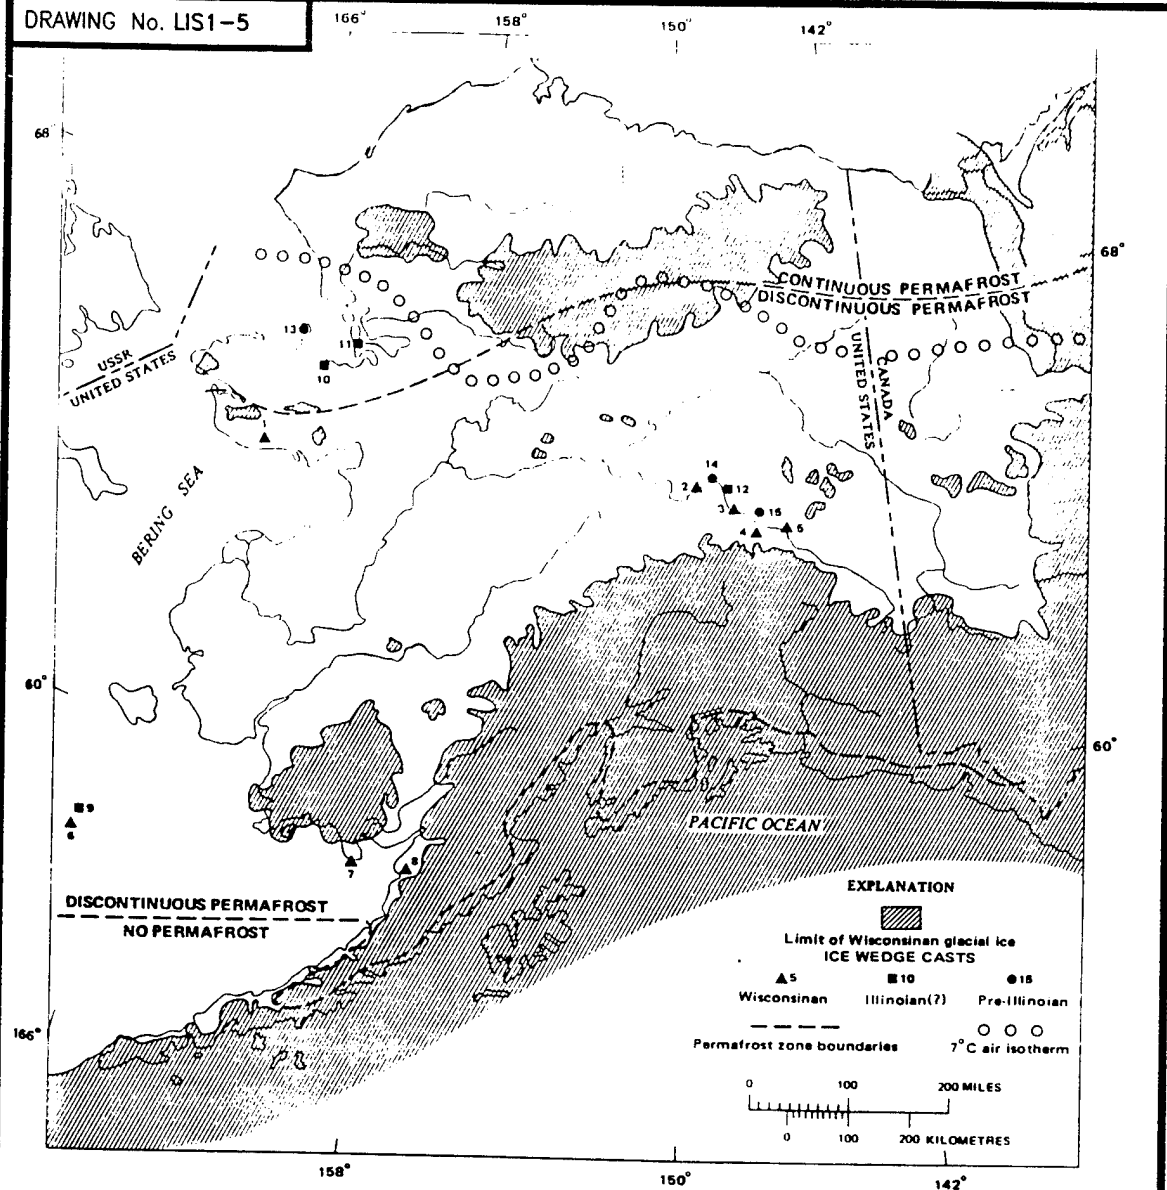 DRAWING No. LIS1-5
166°
158°
150°
142°
68°
68°
CONTINUOUS PERMAFROST
DISCONTINUOUS PERMAFROST
13
11
10
USSR
UNITED STATES
CANADA
UNITED STATES
BERING SEA
14
2
12
3
15
4
5
60°
60°
9
6
7
8
PACIFIC OCEAN
DISCONTINUOUS PERMAFROST
NO PERMAFROST
EXPLANATION
Limit of Wisconsinan glacial ice
ICE WEDGE CASTS
5 10 15
Wisconsinan Illinoian(?) Pre-Illinoian
Permafrost zone boundaries 7°C air isotherm
0 100 200 MILES
0 100 200 KILOMETRES
166°
158°
150°
142°